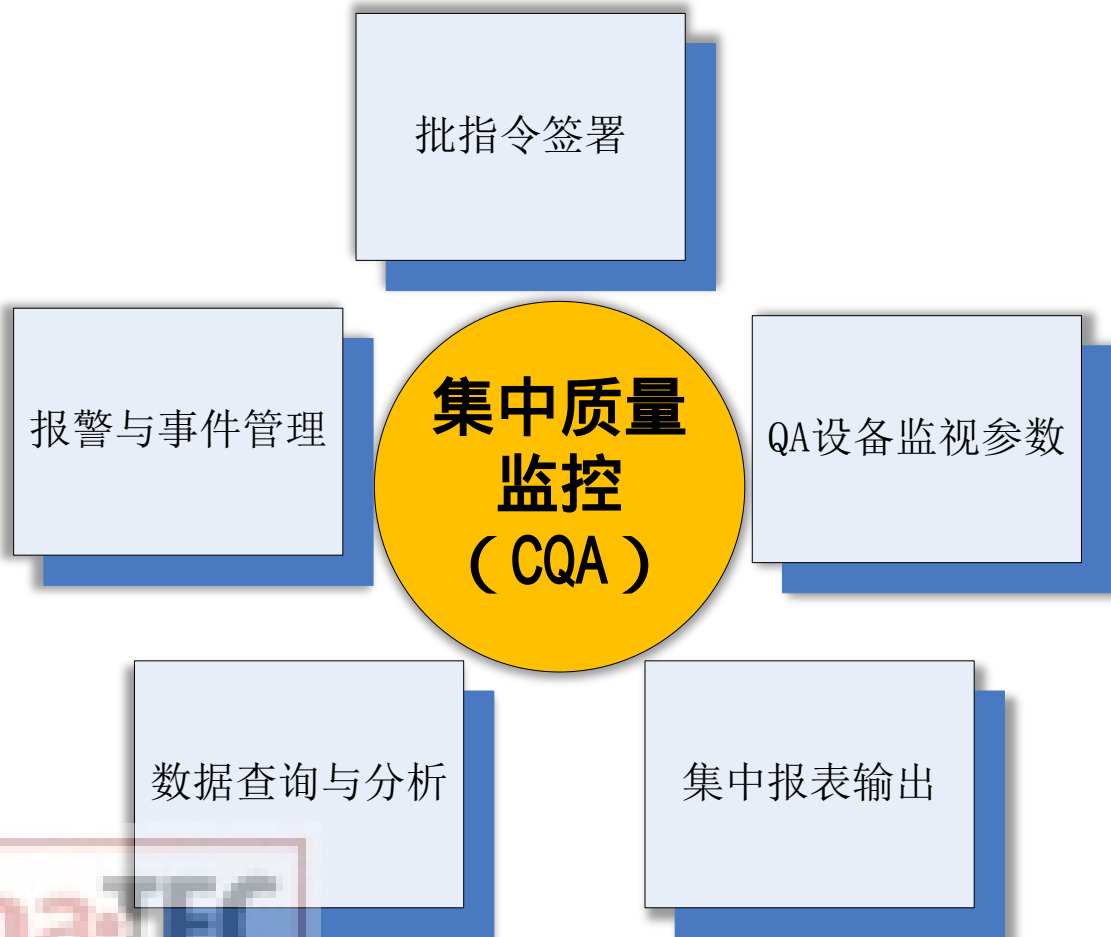 批指令签署
报警与事件管理
集中质量
监控
（CQA）
QA设备监视参数
数据查询与分析
集中报表输出